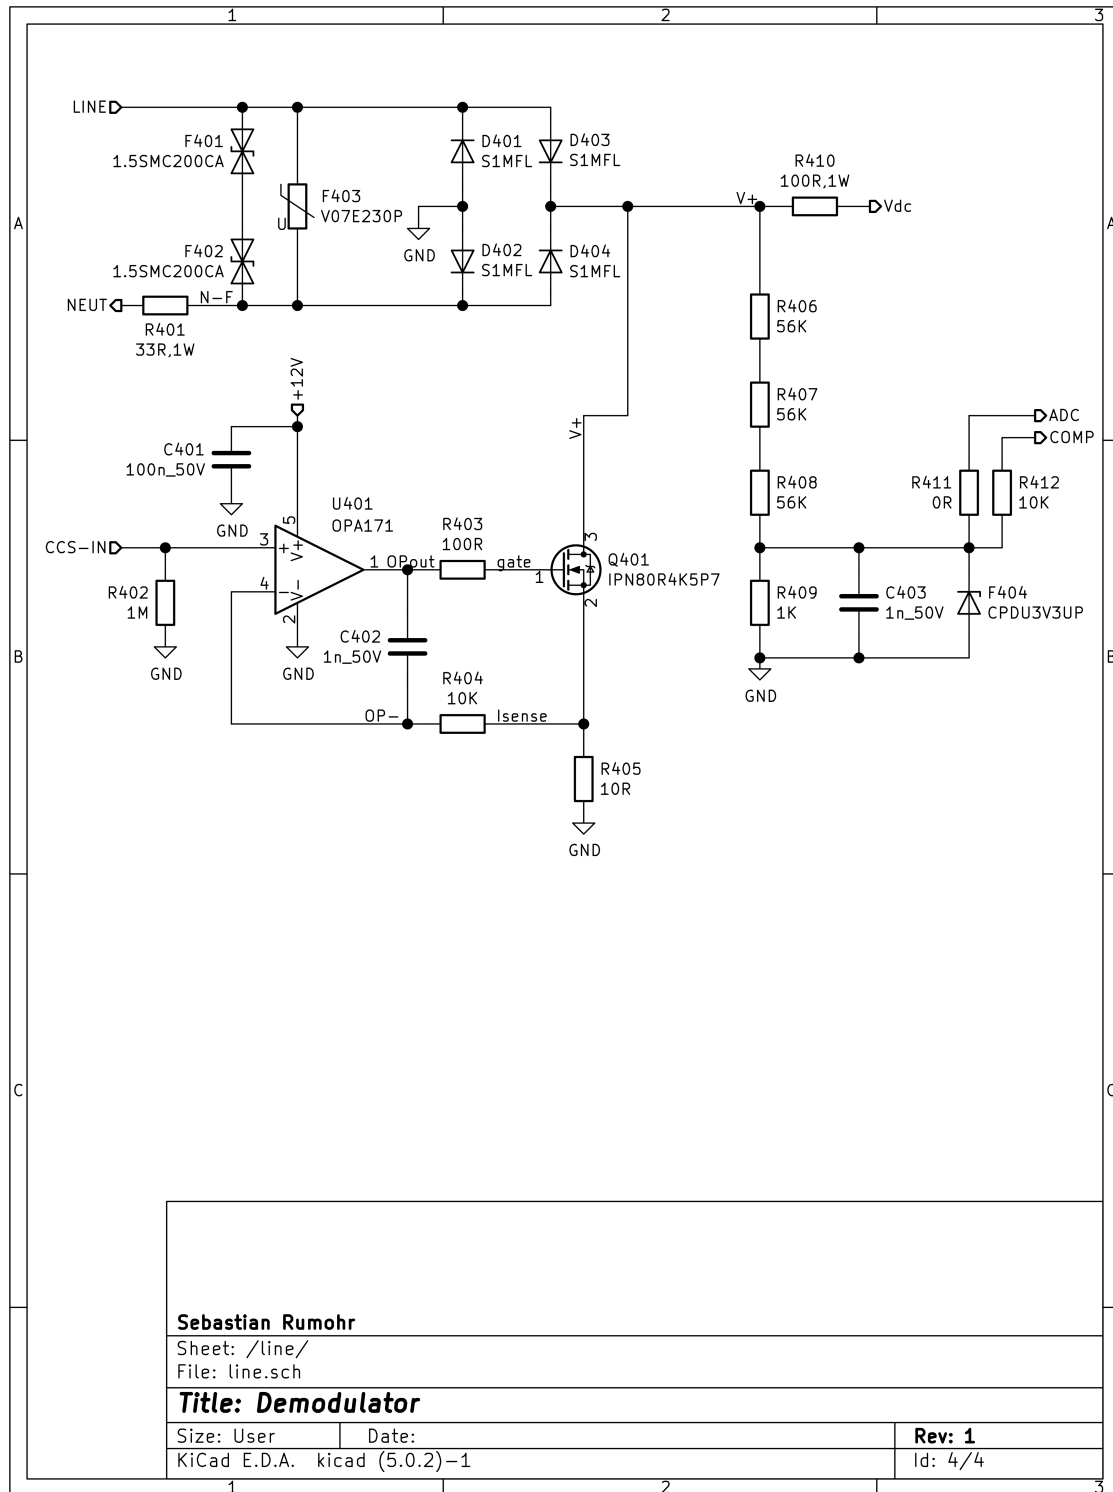 1 2 3
LINE
F401
1.5SMC200CA
D401
S1MFL
D403
S1MFL
R410
100R,1W
F403
V07E230P
U
V+
Vdc
A
A
GND
F402
1.5SMC200CA
D402
S1MFL
D404
S1MFL
NEUT
N-F
R401
33R,1W
R406
56K
+12V
R407
56K
ADC
COMP
V+
C401
100n_50V
R408
56K
R411
0R
R412
10K
GND
U401
OPA171
R403
100R
5
CCS-IN
3
+
V+
1
OPout
gate
1
3
Q401
IPN80R4K5P7
4
-
V-
2
2
R402
1M
R409
1K
C403
1n_50V
F404
CPDU3V3UP
C402
1n_50V
B
B
GND
GND
R404
10K
GND
OP-
Isense
R405
10R
GND
C
C
Sebastian Rumohr
Sheet: /line/
File: line.sch
Title: Demodulator
Size: User
Date:
Rev: 1
KiCad E.D.A. kicad (5.0.2)-1
Id: 4/4
1 2 3